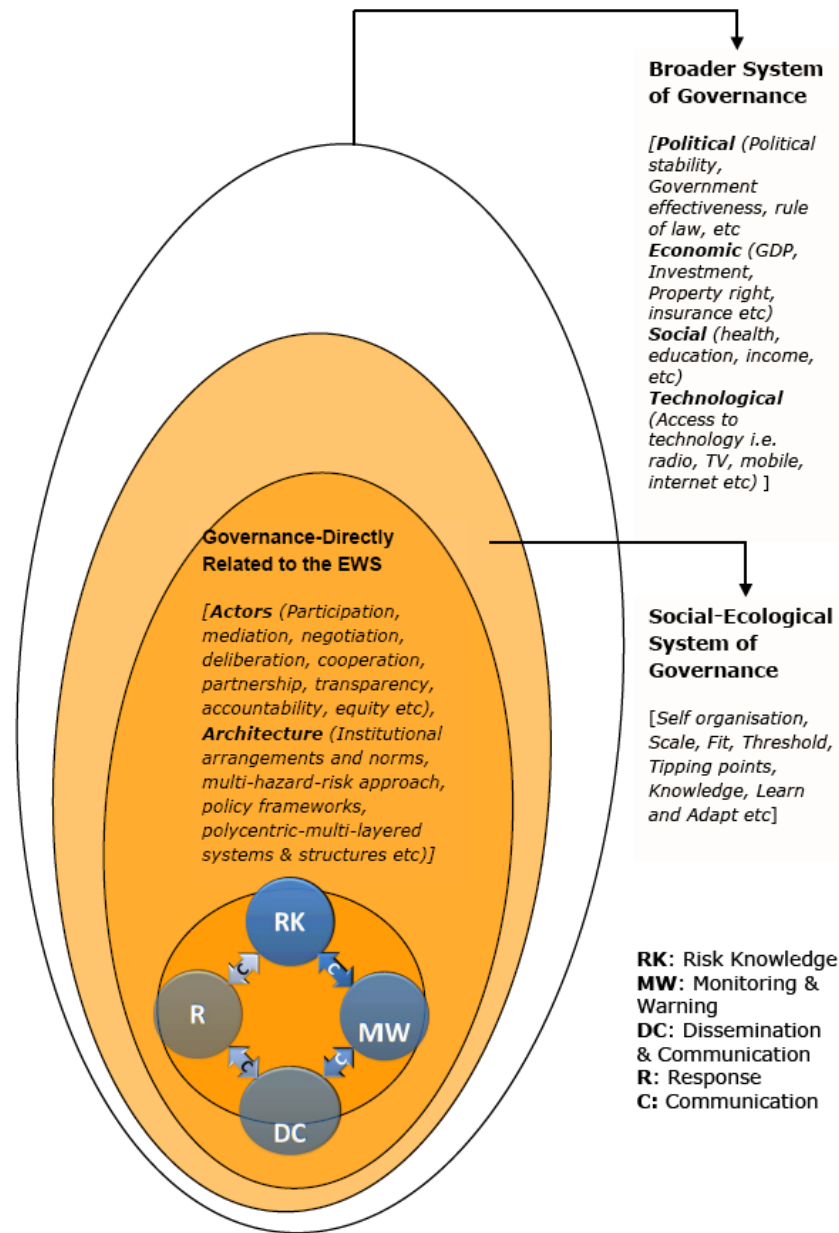 Broader System
of Governance
[Political (Political
stability,
Government
effectiveness, rule
of law, etc
Economic (GDP,
Investment,
Property right,
insurance etc)
Social (health,
education, income,
etc)
Technological
(Access to
technology i.e.
radio, TV, mobile,
internet etc) ]
Governance-Directly
Related to the EWS
[Actors (Participation,
mediation, negotiation,
deliberation, cooperation,
partnership, transparency,
accountability, equity etc),
Architecture (Institutional
arrangements and norms,
multi-hazard-risk approach,
policy frameworks,
polycentric-multi-layered
systems & structures etc)]
Social-Ecological
System of
Governance
[Self organisation,
Scale, Fit, Threshold,
Tipping points,
Knowledge, Learn
and Adapt etc]
RK
C
C
R
MW
C
C
DC
RK: Risk Knowledge
MW: Monitoring &
Warning
DC: Dissemination
& Communication
R: Response
C: Communication